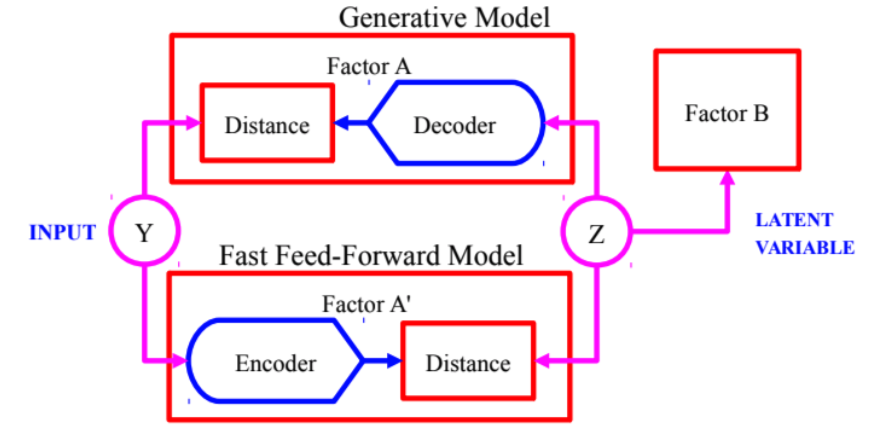 Generative Model
Factor A
Distance
Decoder
Factor B
INPUT
Y
Z
LATENT
VARIABLE
Fast Feed-Forward Model
Factor A'
Encoder
Distance